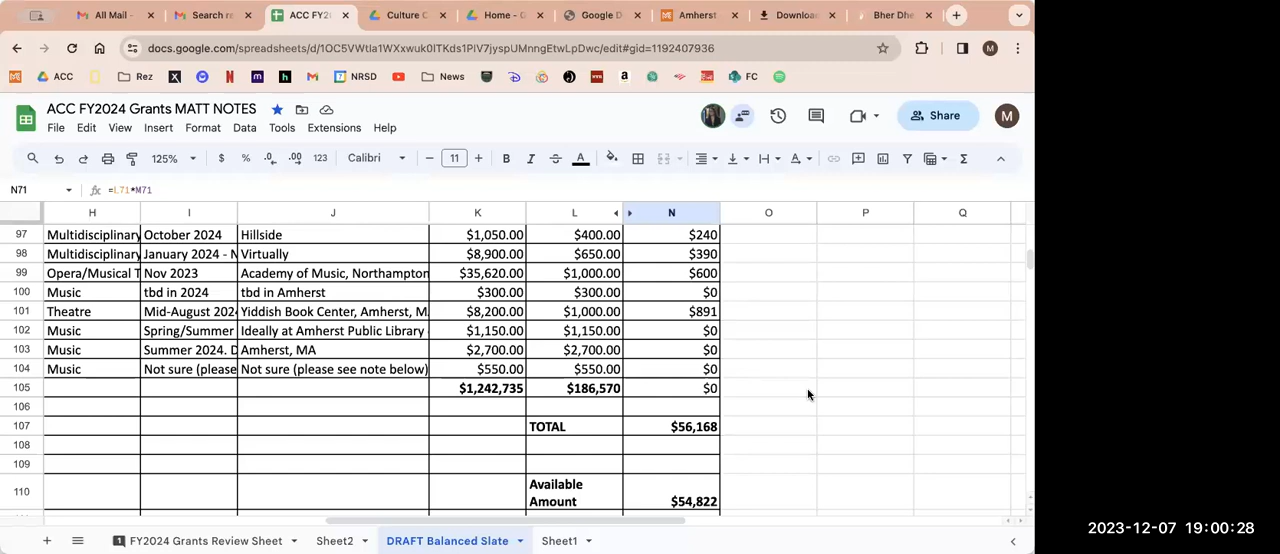 All Mail - Search re ACC FY2 Culture C Home - G Google D Amherst Downloa Bher Dhe
docs.google.com/spreadsheets/d/1OC5VWtIa1WXxwuk0ITKds1PIV7jyspUMnngEtwLpDwc/edit#gid=1192407936 M
ACC Rez NRSD News FC
ACC FY2024 Grants MATT NOTES
File Edit View Insert Format Data Tools Extensions Help Share M
125% $ % .0 .00 123 Calibri 11 B I A
N71 fx =L71*M71
H I J K L N O P Q
97 Multidisciplinary October 2024 Hillside $1,050.00 $400.00 $240
98 Multidisciplinary January 2024 - N Virtually $8,900.00 $650.00 $390
99 Opera/Musical T Nov 2023 Academy of Music, Northampton $35,620.00 $1,000.00 $600
100 Music tbd in 2024 tbd in Amherst $300.00 $300.00 $0
101 Theatre Mid-August 202 Yiddish Book Center, Amherst, M $8,200.00 $1,000.00 $891
102 Music Spring/Summer Ideally at Amherst Public Library $1,150.00 $1,150.00 $0
103 Music Summer 2024. D Amherst, MA $2,700.00 $2,700.00 $0
104 Music Not sure (please Not sure (please see note below) $550.00 $550.00 $0
105 $1,242,735 $186,570 $0
106
107 TOTAL $56,168
108
109
110 Available Amount $54,822
FY2024 Grants Review Sheet Sheet2 DRAFT Balanced Slate Sheet1
2023-12-07 19:00:28